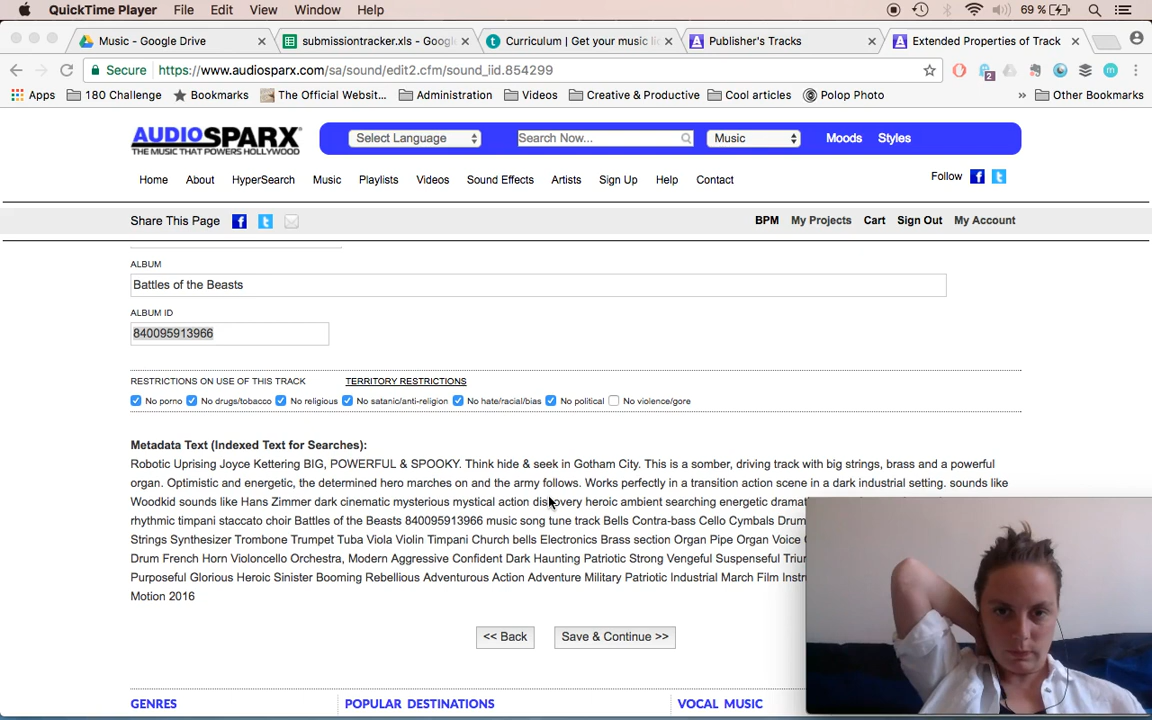 QuickTime Player File Edit View Window Help 69 %
Music - Google Drive submissiontracker.xls - Goog Curriculum | Get your music li Publisher's Tracks Extended Properties of Track
Secure https://www.audiosparx.com/sa/sound/edit2.cfm/sound_iid.854299
Apps 180 Challenge Bookmarks The Official Websit... Administration Videos Creative & Productive Cool articles Polop Photo » Other Bookmarks
AUDIOSPARX
THE MUSIC THAT POWERS HOLLYWOOD
Select Language Search Now... Music Moods Styles
Home About HyperSearch Music Playlists Videos Sound Effects Artists Sign Up Help Contact Follow
Share This Page BPM My Projects Cart Sign Out My Account
ALBUM
Battles of the Beasts
ALBUM ID
840095913966
RESTRICTIONS ON USE OF THIS TRACK TERRITORY RESTRICTIONS
No porno No drugs/tobacco No religious No satanic/anti-religion No hate/racial/bias No political No violence/gore
Metadata Text (Indexed Text for Searches):
Robotic Uprising Joyce Kettering BIG, POWERFUL & SPOOKY. Think hide & seek in Gotham City. This is a somber, driving track with big strings, brass and a powerful
organ. Optimistic and energetic, the determined hero marches on and the army follows. Works perfectly in a transition action scene in a dark industrial setting. sounds like
Woodkid sounds like Hans Zimmer dark cinematic mysterious mystical action discovery heroic ambient searching energetic dramat
rhythmic timpani staccato choir Battles of the Beasts 840095913966 music song tune track Bells Contra-bass Cello Cymbals Drum
Strings Synthesizer Trombone Trumpet Tuba Viola Violin Timpani Church bells Electronics Brass section Organ Pipe Organ Voice
Drum French Horn Violoncello Orchestra, Modern Aggressive Confident Dark Haunting Patriotic Strong Vengeful Suspenseful Triu
Purposeful Glorious Heroic Sinister Booming Rebellious Adventurous Action Adventure Military Patriotic Industrial March Film Instr
Motion 2016
<< Back Save & Continue >>
GENRES POPULAR DESTINATIONS VOCAL MUSIC